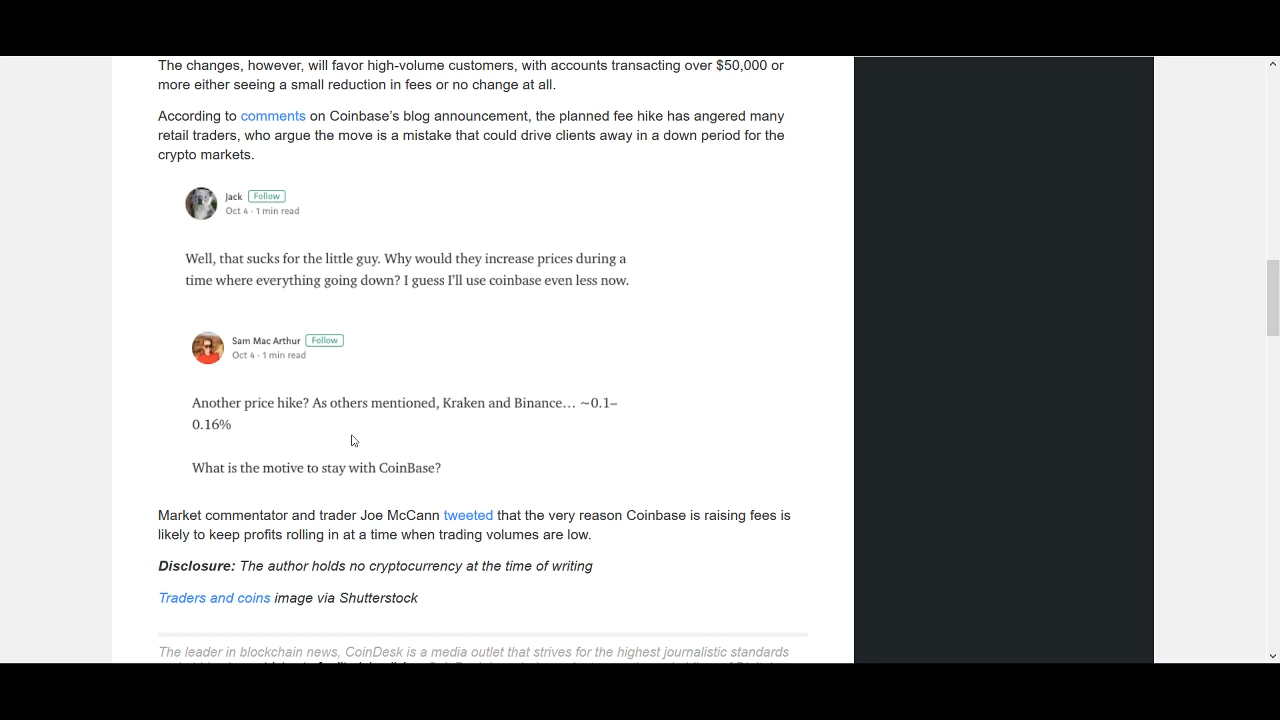 The changes, however, will favor high-volume customers, with accounts transacting over $50,000 or
more either seeing a small reduction in fees or no change at all.
According to comments on Coinbase's blog announcement, the planned fee hike has angered many
retail traders, who argue the move is a mistake that could drive clients away in a down period for the
crypto markets.
Jack Follow
Oct 4 · 1 min read
Well, that sucks for the little guy. Why would they increase prices during a
time where everything going down? I guess I'll use coinbase even less now.
Sam Mac Arthur Follow
Oct 4 · 1 min read
Another price hike? As others mentioned, Kraken and Binance… ~0.1–
0.16%
What is the motive to stay with CoinBase?
Market commentator and trader Joe McCann tweeted that the very reason Coinbase is raising fees is
likely to keep profits rolling in at a time when trading volumes are low.
Disclosure: The author holds no cryptocurrency at the time of writing
Traders and coins image via Shutterstock
The leader in blockchain news, CoinDesk is a media outlet that strives for the highest journalistic standards